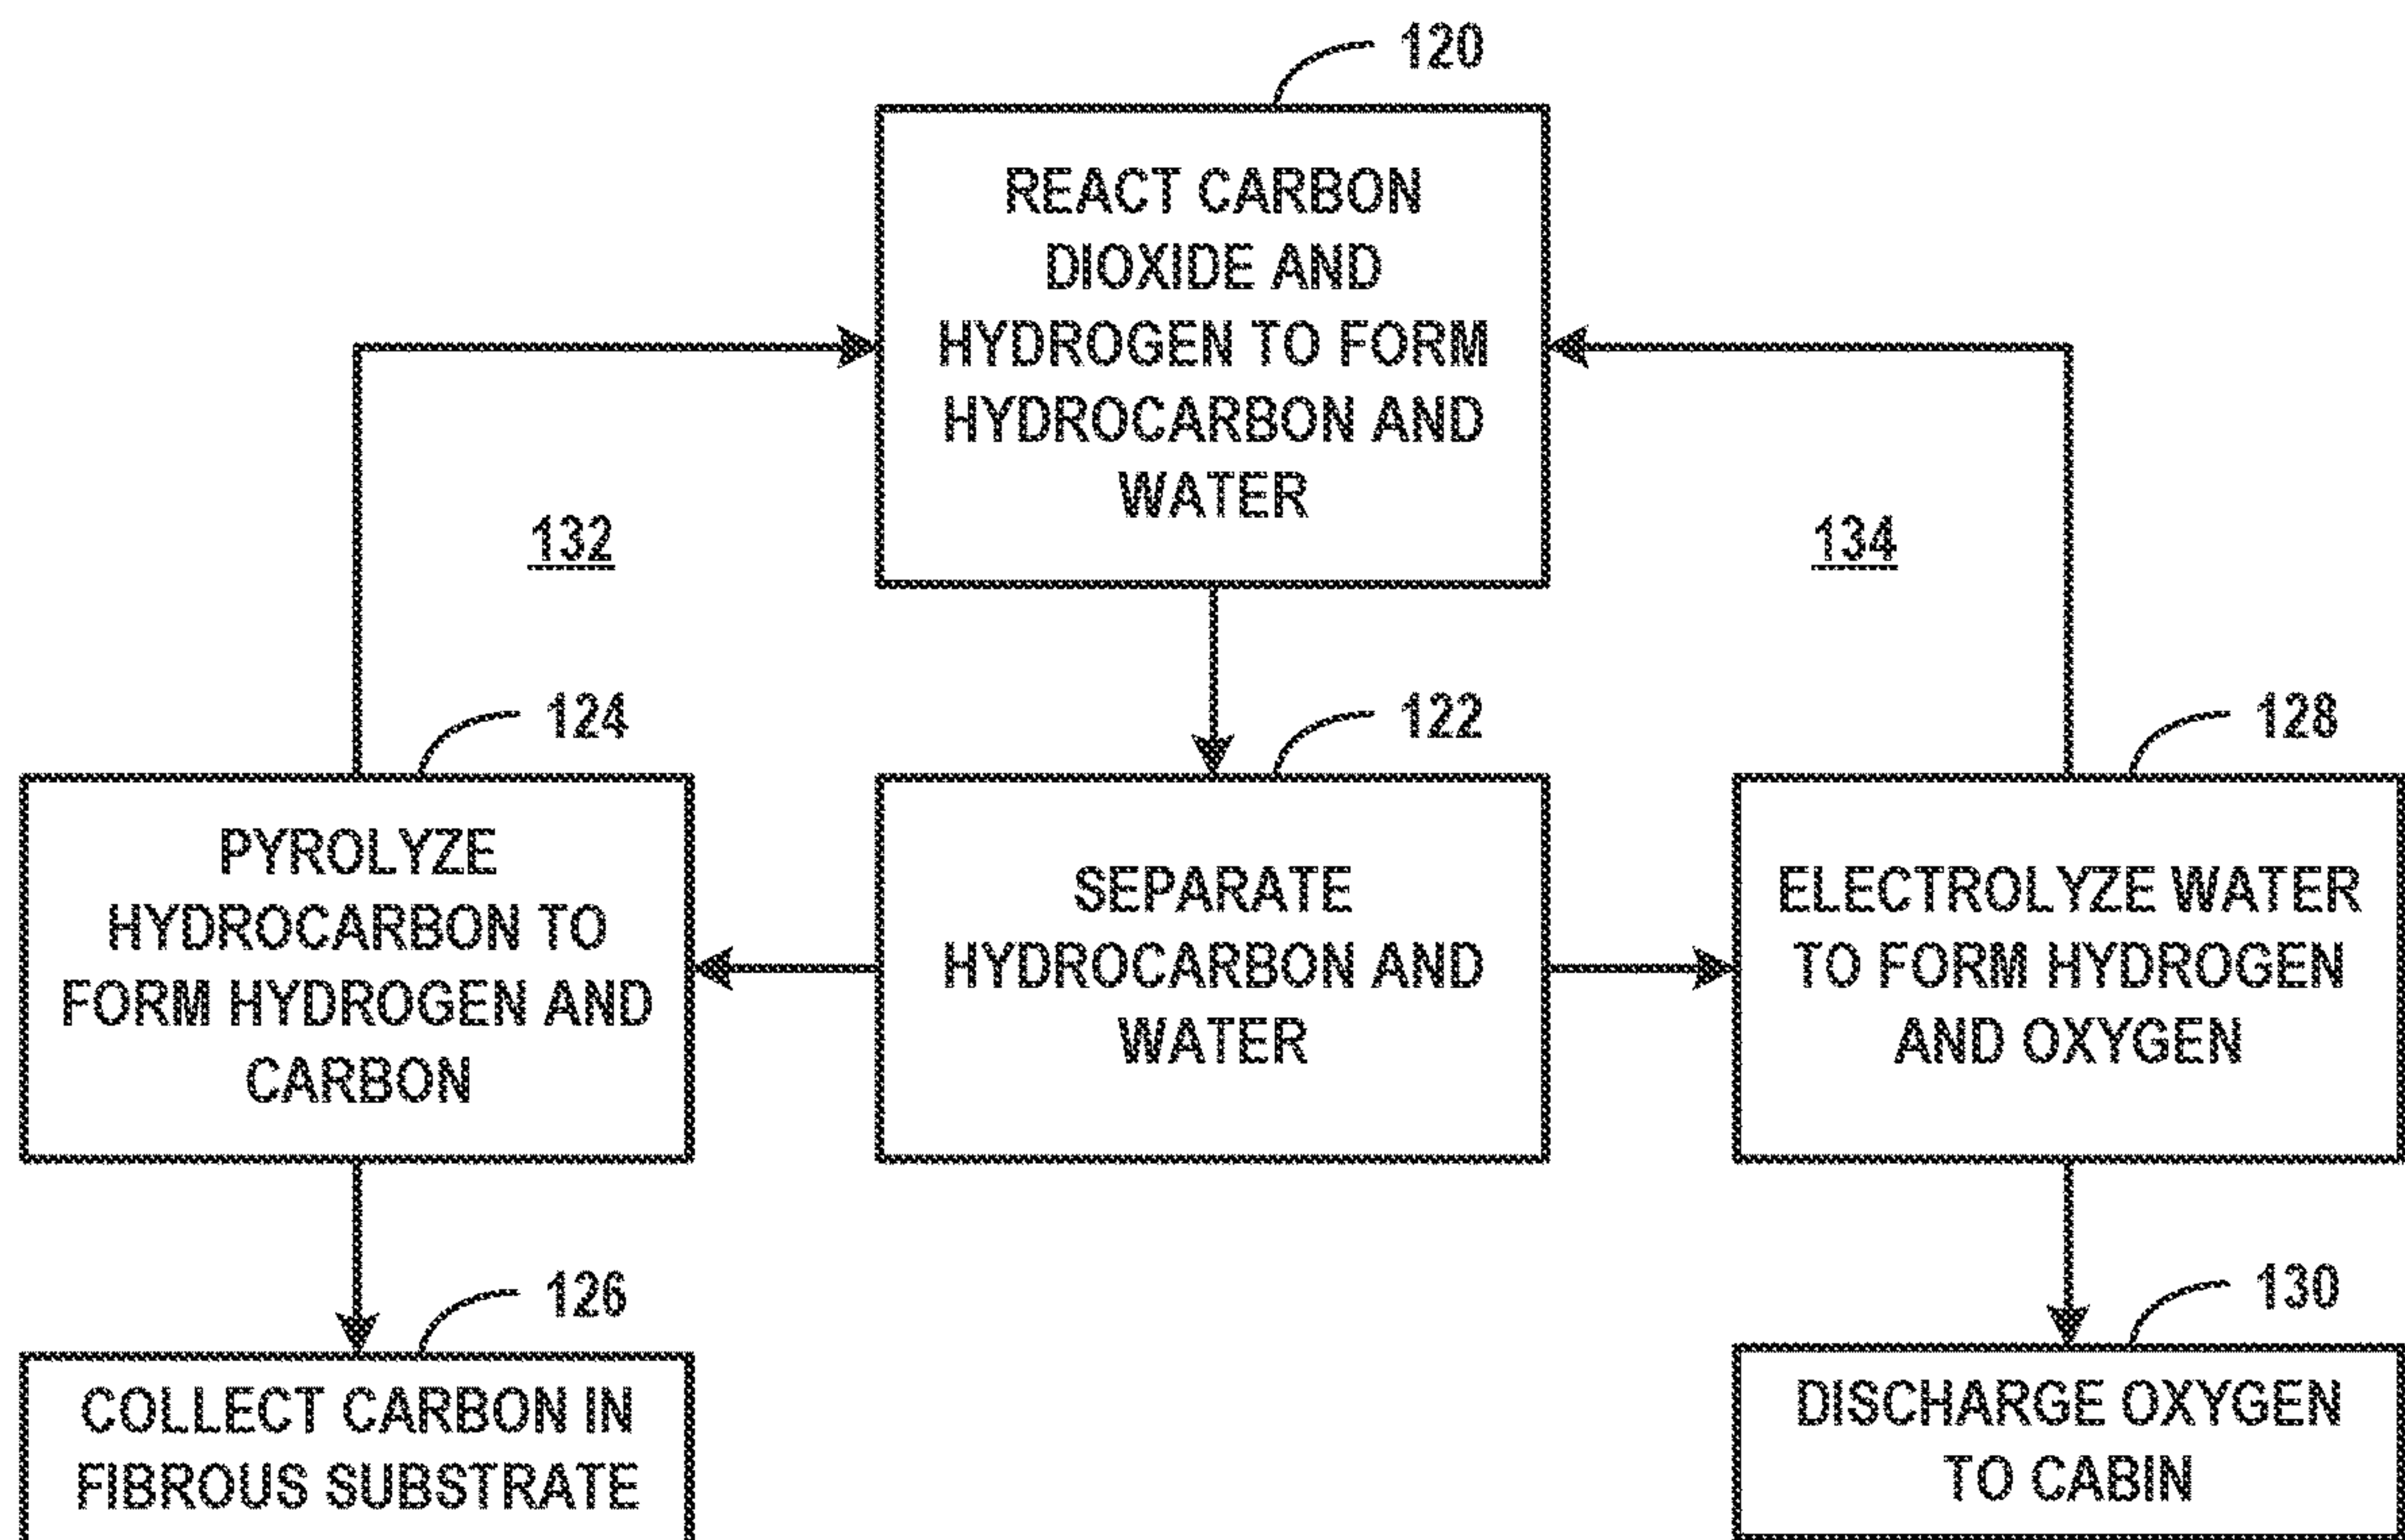 120
REACT CARBON
DIOXIDE AND
HYDROGEN TO FORM
HYDROCARBON AND
WATER
132
134
124
PYROLYZE
HYDROCARBON TO
FORM HYDROGEN AND
CARBON
122
SEPARATE
HYDROCARBON AND
WATER
128
ELECTROLYZE WATER
TO FORM HYDROGEN
AND OXYGEN
126
COLLECT CARBON IN
FIBROUS SUBSTRATE
130
DISCHARGE OXYGEN
TO CABIN